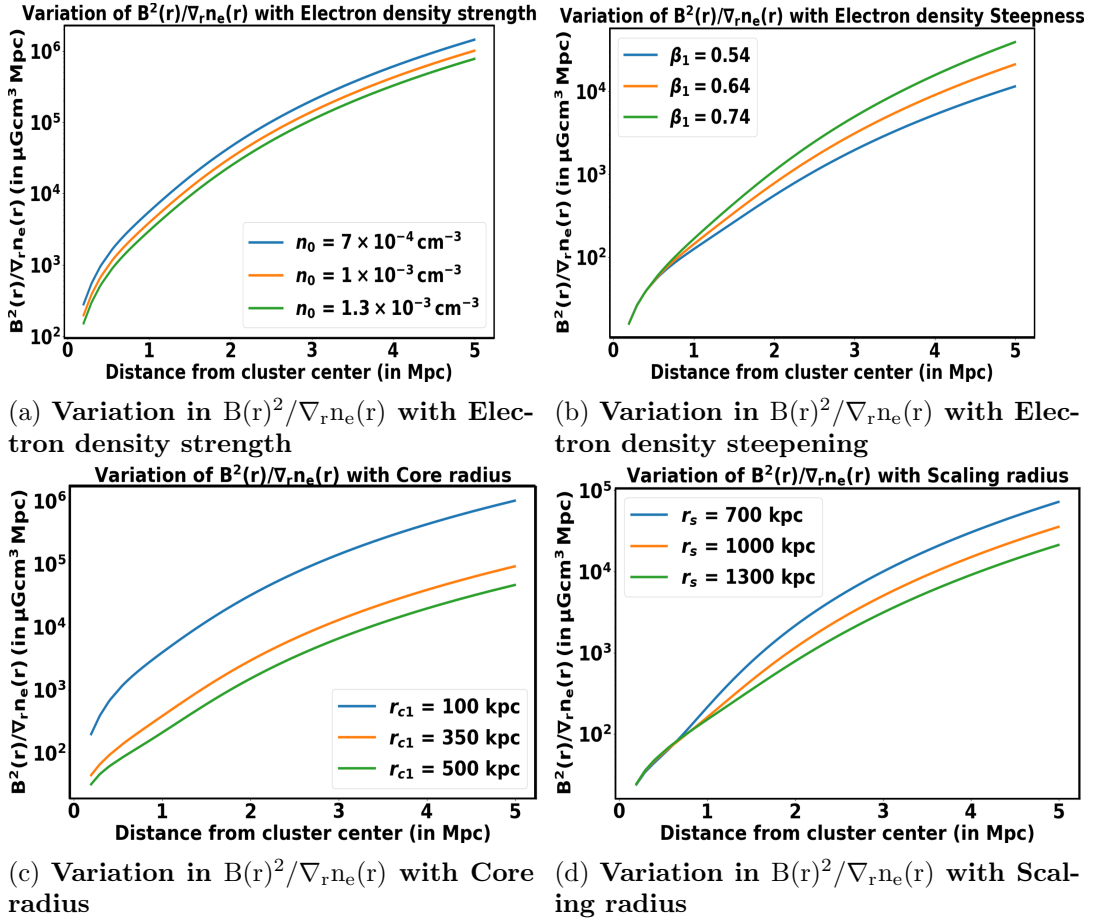 Variation of B²(r)/∇ᵣnₑ(r) with Electron density strength
B²(r)/∇ᵣnₑ(r) (in μGcm³ Mpc)
10⁶
10⁵
10⁴
10³
10²
n₀ = 7 × 10⁻⁴ cm⁻³
n₀ = 1 × 10⁻³ cm⁻³
n₀ = 1.3 × 10⁻³ cm⁻³
0 1 2 3 4 5
Distance from cluster center (in Mpc)
(a) Variation in B(r)²/∇ᵣnₑ(r) with Elec-
tron density strength
Variation of B²(r)/∇ᵣnₑ(r) with Electron density Steepness
B²(r)/∇ᵣnₑ(r) (in μGcm³ Mpc)
β₁ = 0.54
β₁ = 0.64
β₁ = 0.74
10⁴
10³
10²
0 1 2 3 4 5
Distance from cluster center (in Mpc)
(b) Variation in B(r)²/∇ᵣnₑ(r) with Elec-
tron density steepening
Variation of B²(r)/∇ᵣnₑ(r) with Core radius
B²(r)/∇ᵣnₑ(r) (in μGcm³ Mpc)
10⁶
10⁵
10⁴
10³
10²
r_c1 = 100 kpc
r_c1 = 350 kpc
r_c1 = 500 kpc
0 1 2 3 4 5
Distance from cluster center (in Mpc)
(c) Variation in B(r)²/∇ᵣnₑ(r) with Core
radius
Variation of B²(r)/∇ᵣnₑ(r) with Scaling radius
B²(r)/∇ᵣnₑ(r) (in μGcm³ Mpc)
10⁵
10⁴
10³
10²
rₛ = 700 kpc
rₛ = 1000 kpc
rₛ = 1300 kpc
0 1 2 3 4 5
Distance from cluster center (in Mpc)
(d) Variation in B(r)²/∇ᵣnₑ(r) with Scal-
ing radius